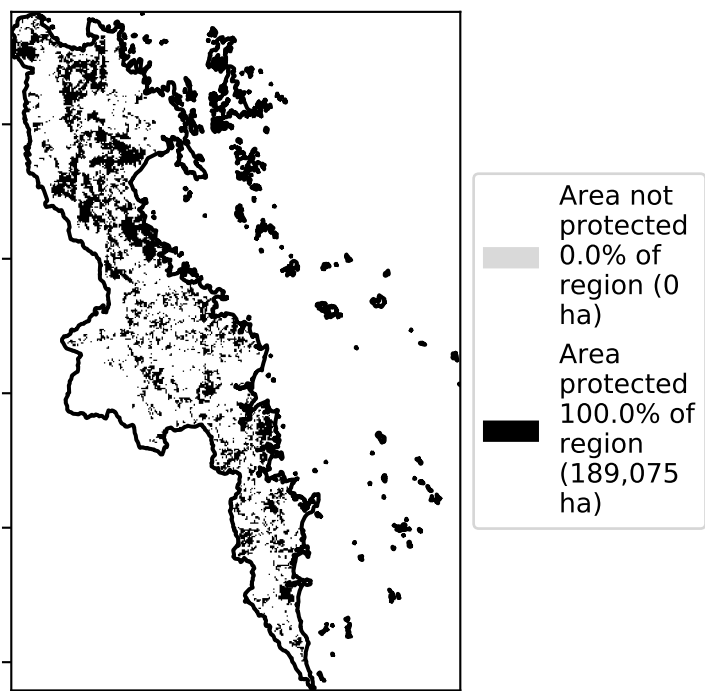 Area not
protected
0.0% of
region (0
ha)
Area
protected
100.0% of
region
(189,075
ha)